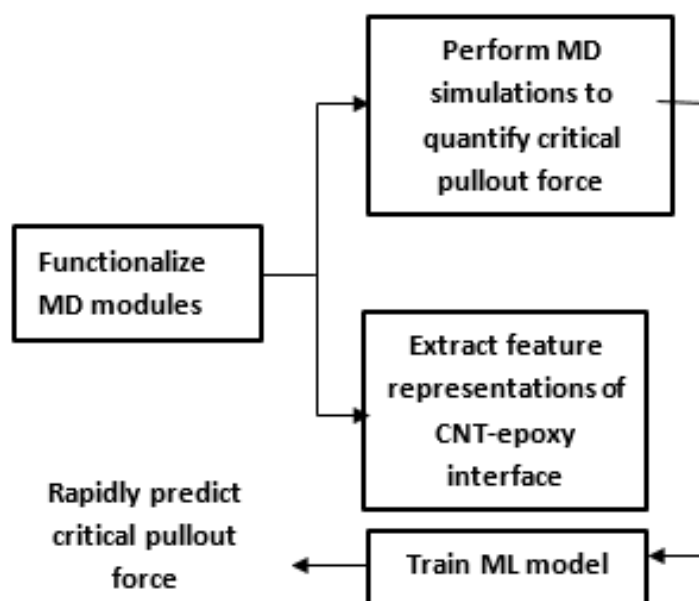 Perform MD
simulations to
quantify critical
pullout force
Functionalize
MD modules
Extract feature
representations of
CNT-epoxy
interface
Rapidly predict
critical pullout
force
Train ML model